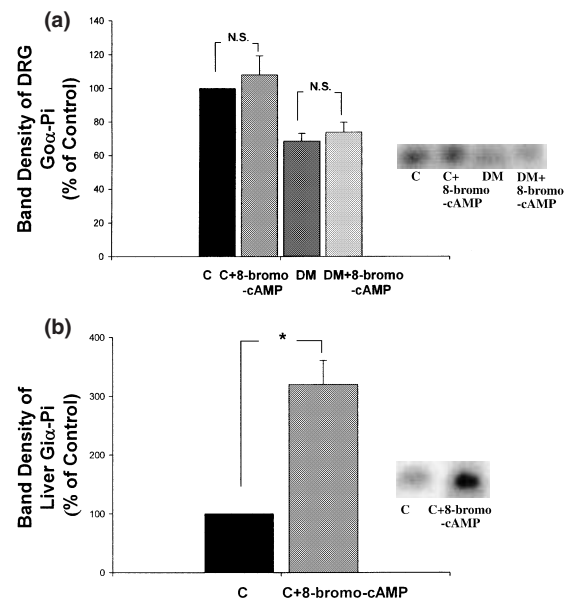 (a)
Band Density of DRG
Goα-Pi
(% of Control)
140
120
100
80
60
40
20
0
N.S.
N.S.
C
C+8-bromo
-cAMP
DM
DM+8-bromo
-cAMP
C
C+
8-bromo
-cAMP
DM
DM+
8-bromo
-cAMP
(b)
Band Density of
Liver Giα-Pi
(% of Control)
400
300
200
100
0
*
C
C+8-bromo-cAMP
C
C+8-bromo
-cAMP